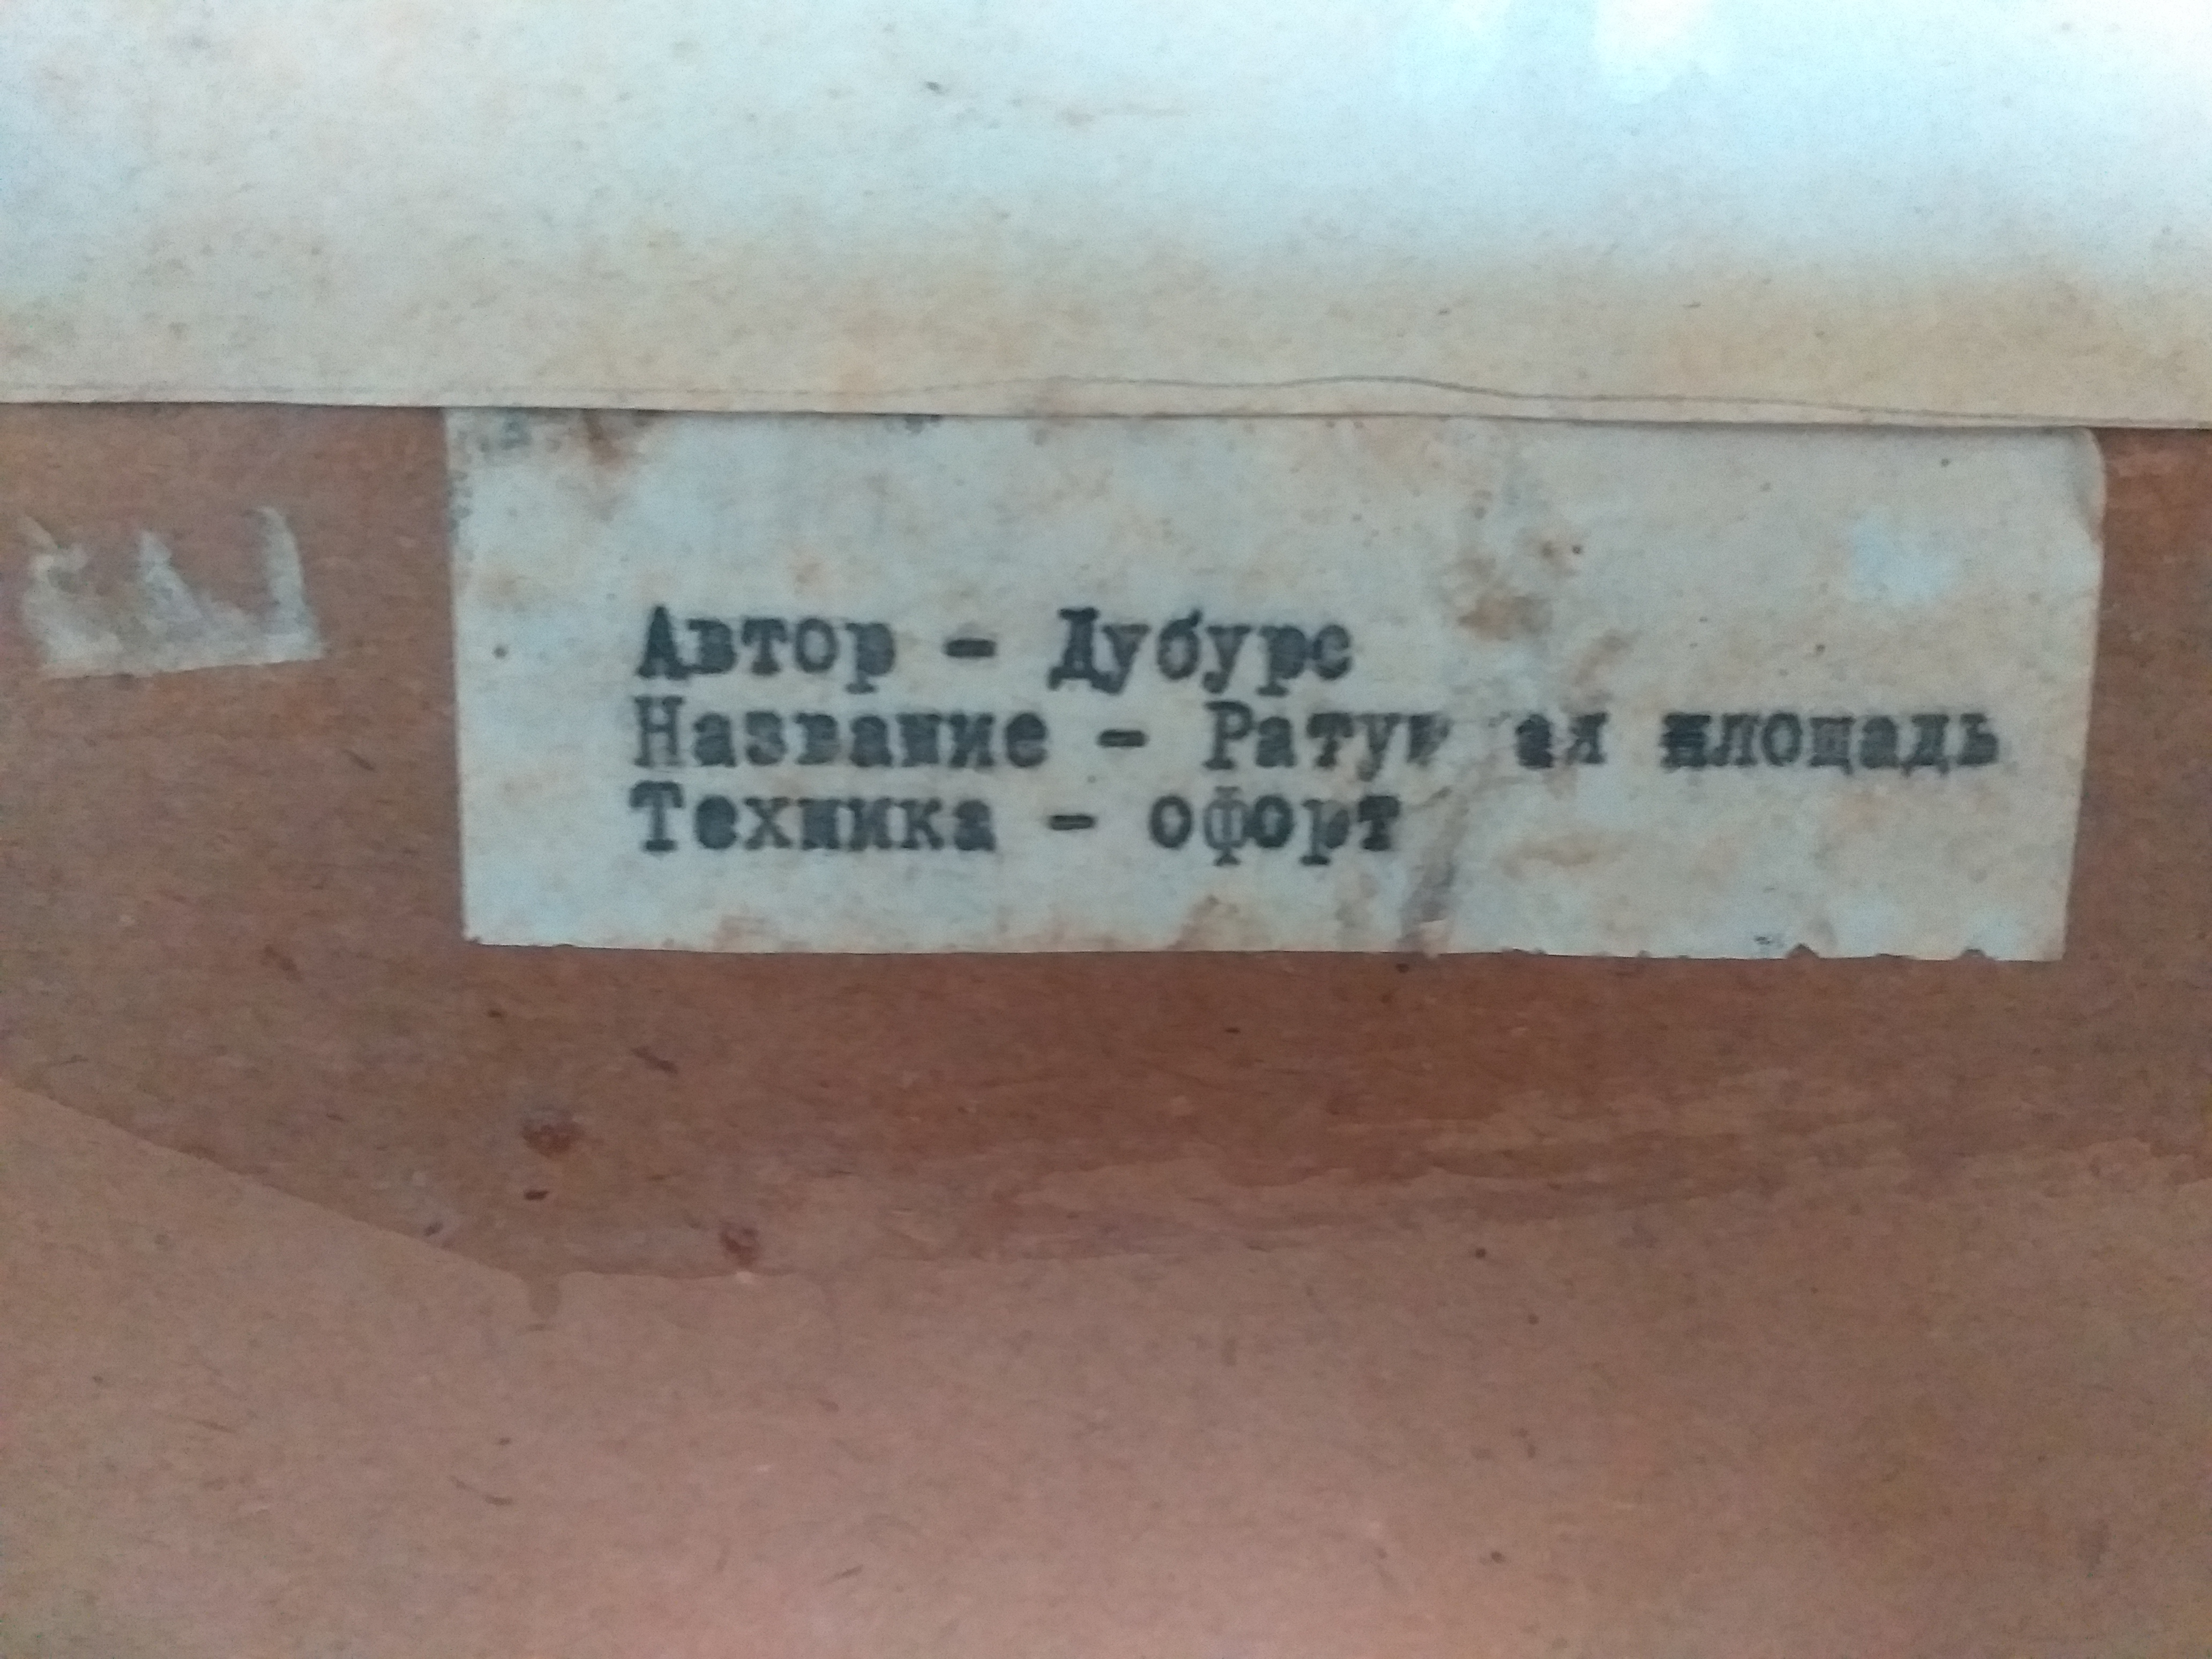 Автор - Дубурс
Название - площадь
Техника - офорт